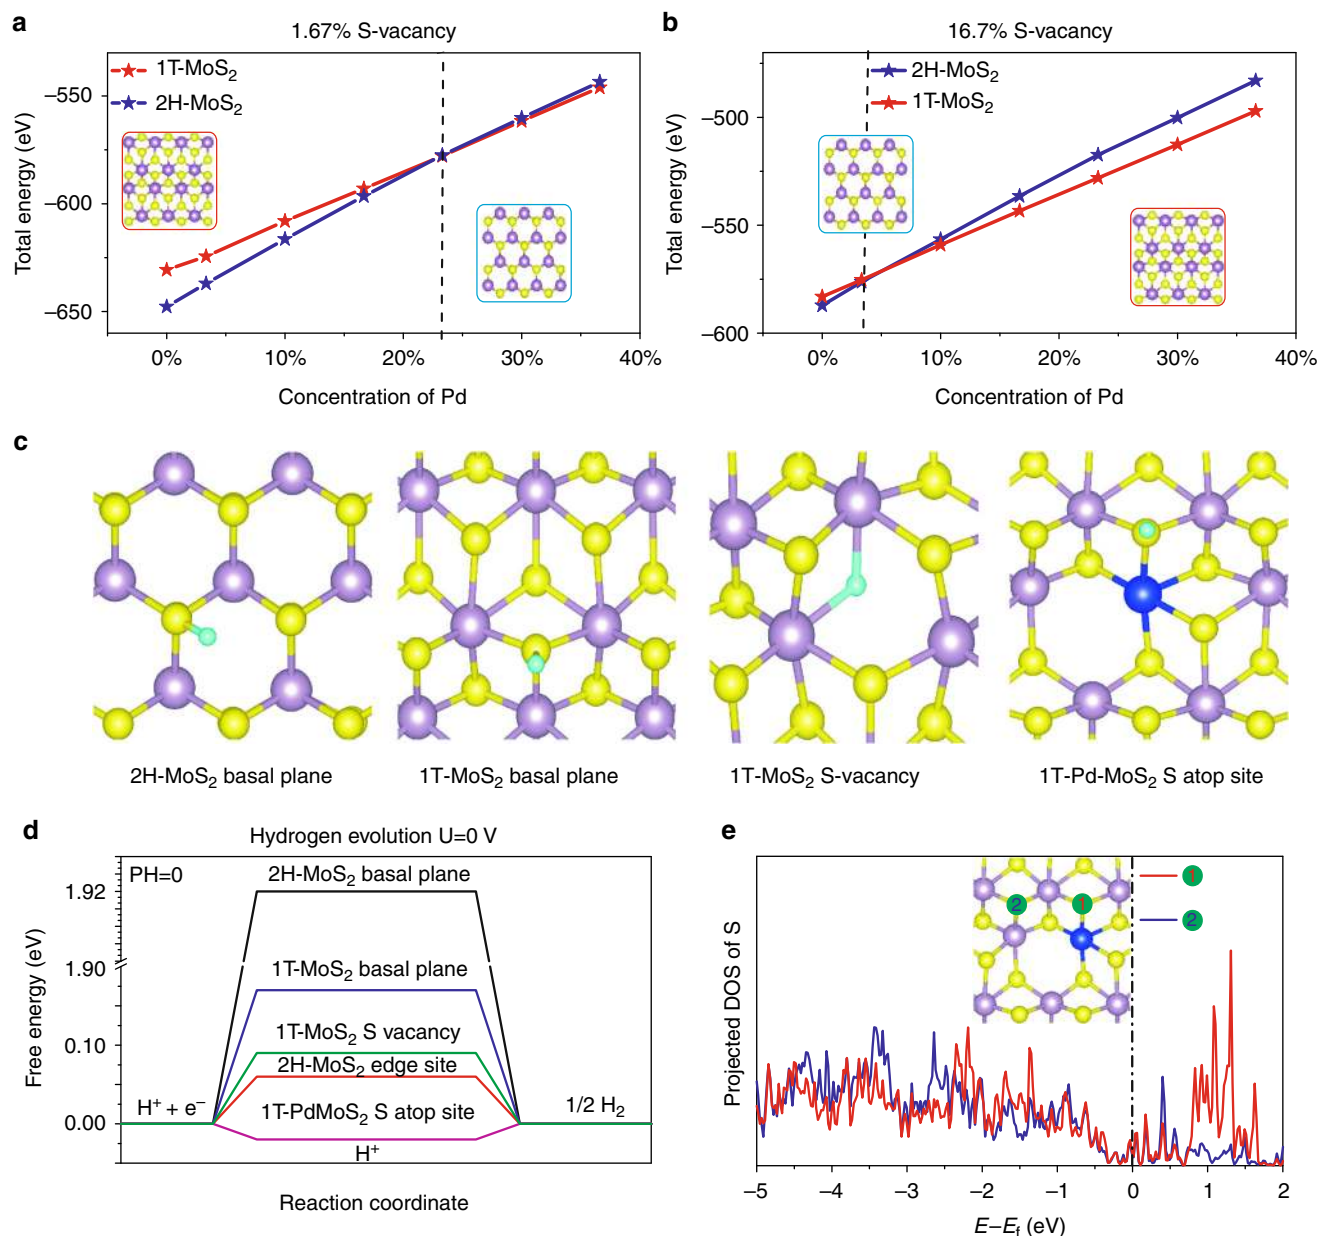 a
1.67% S-vacancy
1T-MoS₂
2H-MoS₂
Total energy (eV)
−550
−600
−650
0% 10% 20% 30% 40%
Concentration of Pd
b
16.7% S-vacancy
2H-MoS₂
1T-MoS₂
Total energy (eV)
−500
−550
−600
0% 10% 20% 30% 40%
Concentration of Pd
c
2H-MoS₂ basal plane
1T-MoS₂ basal plane
1T-MoS₂ S-vacancy
1T-Pd-MoS₂ S atop site
d
Hydrogen evolution U=0 V
PH=0
2H-MoS₂ basal plane
1.92
1.90
1T-MoS₂ basal plane
1T-MoS₂ S vacancy
0.10
2H-MoS₂ edge site
H⁺ + e⁻
1T-PdMoS₂ S atop site
1/2 H₂
0.00
H⁺
Free energy (eV)
Reaction coordinate
e
1
2
2 1
Projected DOS of S
−5 −4 −3 −2 −1 0 1 2
E−Ef (eV)